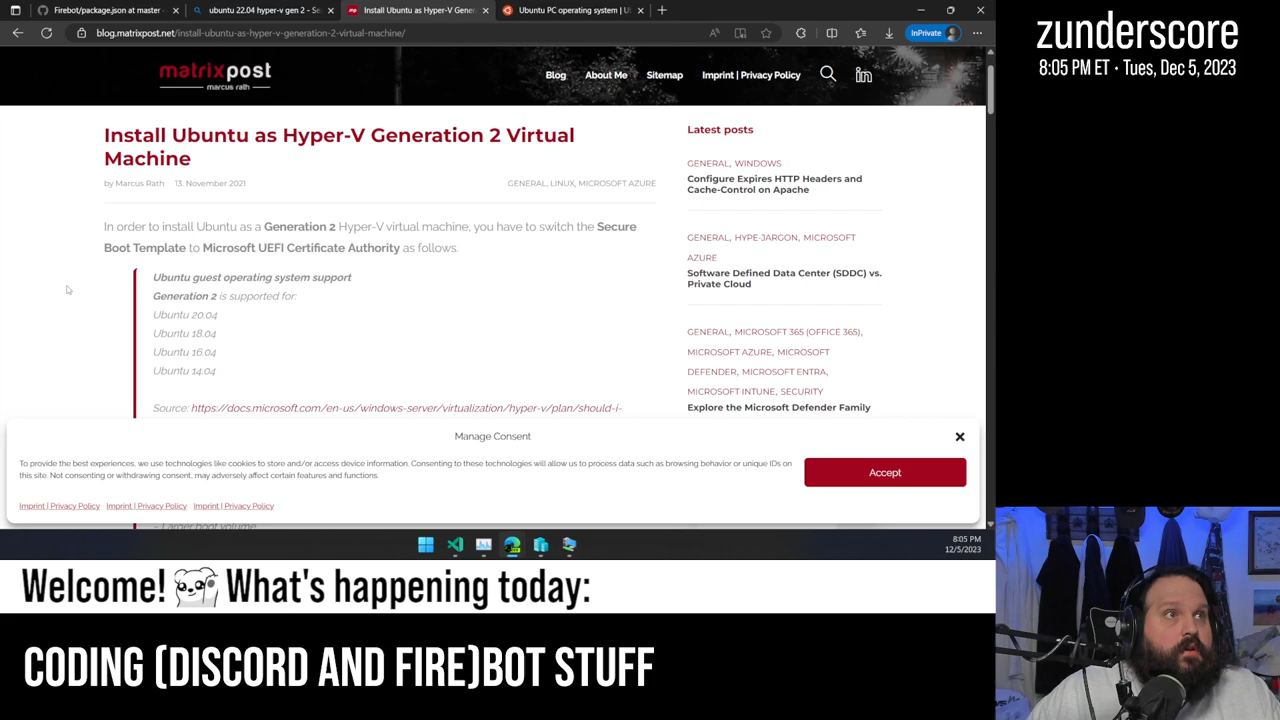 Firebot/package.json at master
ubuntu 22.04 hyper-v gen 2 - Se
Install Ubuntu as Hyper-V Gener
Ubuntu PC operating system | U
blog.matrixpost.net/install-ubuntu-as-hyper-v-generation-2-virtual-machine/
InPrivate
matrixpost
marcus rath
Blog
About Me
Sitemap
Imprint | Privacy Policy
Install Ubuntu as Hyper-V Generation 2 Virtual
Machine
by Marcus Rath 13. November 2021
GENERAL, LINUX, MICROSOFT AZURE
In order to install Ubuntu as a Generation 2 Hyper-V virtual machine, you have to switch the Secure
Boot Template to Microsoft UEFI Certificate Authority as follows.
Ubuntu guest operating system support
Generation 2 is supported for:
Ubuntu 20.04
Ubuntu 18.04
Ubuntu 16.04
Ubuntu 14.04
Source: https://docs.microsoft.com/en-us/windows-server/virtualization/hyper-v/plan/should-i-
– Larger boot volume
Latest posts
GENERAL, WINDOWS
Configure Expires HTTP Headers and
Cache-Control on Apache
GENERAL, HYPE-JARGON, MICROSOFT
AZURE
Software Defined Data Center (SDDC) vs.
Private Cloud
GENERAL, MICROSOFT 365 (OFFICE 365),
MICROSOFT AZURE, MICROSOFT
DEFENDER, MICROSOFT ENTRA,
MICROSOFT INTUNE, SECURITY
Explore the Microsoft Defender Family
Manage Consent
To provide the best experiences, we use technologies like cookies to store and/or access device information. Consenting to these technologies will allow us to process data such as browsing behavior or unique IDs on
this site. Not consenting or withdrawing consent, may adversely affect certain features and functions.
Accept
Imprint | Privacy Policy Imprint | Privacy Policy Imprint | Privacy Policy
8:05 PM
12/5/2023
zunderscore
8:05 PM ET · Tues, Dec 5, 2023
Welcome! What's happening today:
CODING (DISCORD AND FIRE)BOT STUFF